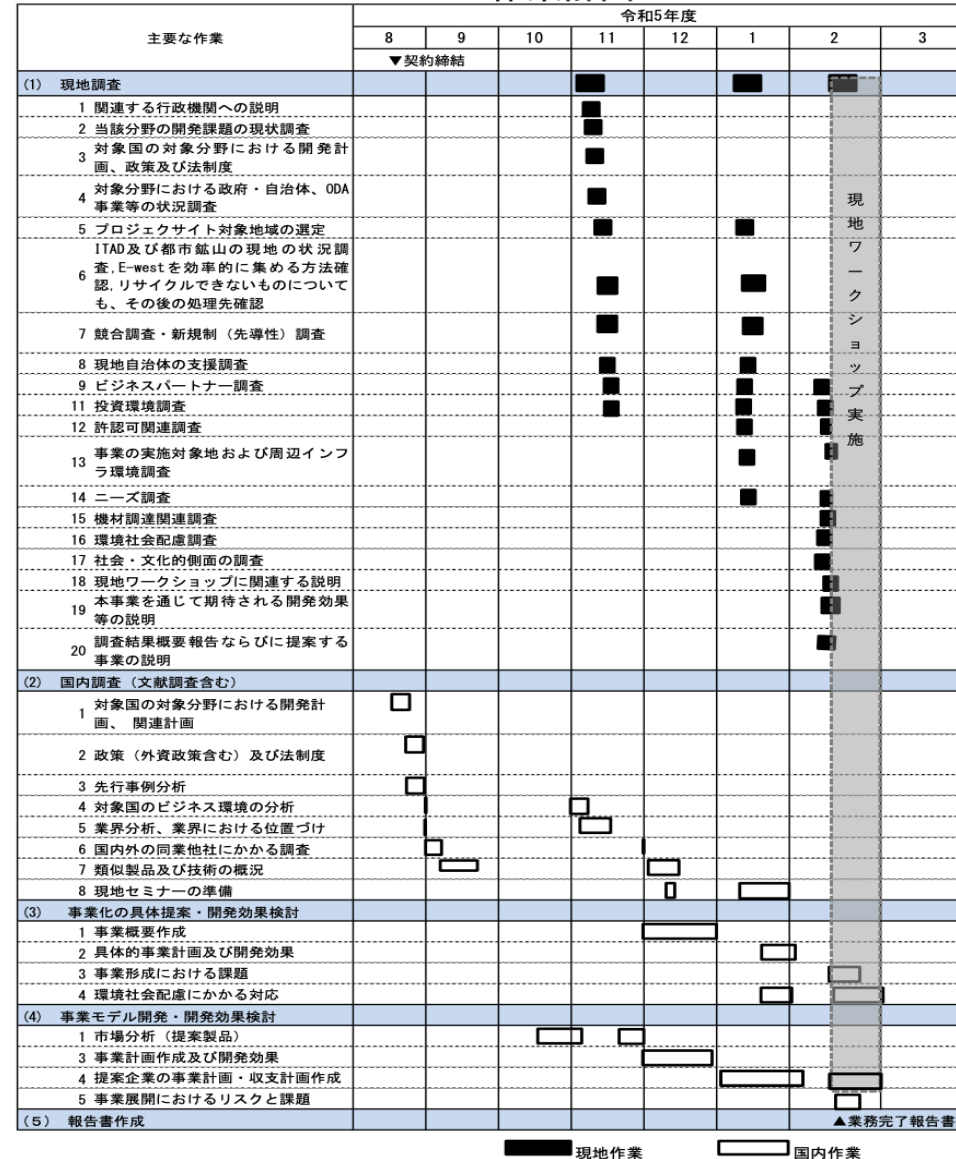 令和5年度
主要な作業
8 9 10 11 12 1 2 3
▼契約締結
(1) 現地調査
1 関連する行政機関への説明
2 当該分野の開発課題の現状調査
3 対象国の対象分野における開発計
画、政策及び法制度
4 対象分野における政府・自治体、ODA
事業等の状況調査
5 プロジェクサイト対象地域の選定
6 ITAD及び都市鉱山の現地の状況調
査,E-westを効率的に集める方法確
認,リサイクルできないものについて
も、その後の処理先確認
7 競合調査・新規制（先導性）調査
8 現地自治体の支援調査
9 ビジネスパートナー調査
11 投資環境調査
12 許認可関連調査
13 事業の実施対象地および周辺インフ
ラ環境調査
14 ニーズ調査
15 機材調達関連調査
16 環境社会配慮調査
17 社会・文化的側面の調査
18 現地ワークショップに関連する説明
19 本事業を通じて期待される開発効果
等の説明
20 調査結果概要報告ならびに提案する
事業の説明
現地ワークショップ実施
(2) 国内調査（文献調査含む）
1 対象国の対象分野における開発計
画、 関連計画
2 政策（外資政策含む）及び法制度
3 先行事例分析
4 対象国のビジネス環境の分析
5 業界分析、業界における位置づけ
6 国内外の同業他社にかかる調査
7 類似製品及び技術の概況
8 現地セミナーの準備
(3) 事業化の具体提案・開発効果検討
1 事業概要作成
2 具体的事業計画及び開発効果
3 事業形成における課題
4 環境社会配慮にかかる対応
(4) 事業モデル開発・開発効果検討
1 市場分析（提案製品）
3 事業計画作成及び開発効果
4 提案企業の事業計画・収支計画作成
5 事業展開におけるリスクと課題
(5) 報告書作成
▲業務完了報告書
現地作業 国内作業